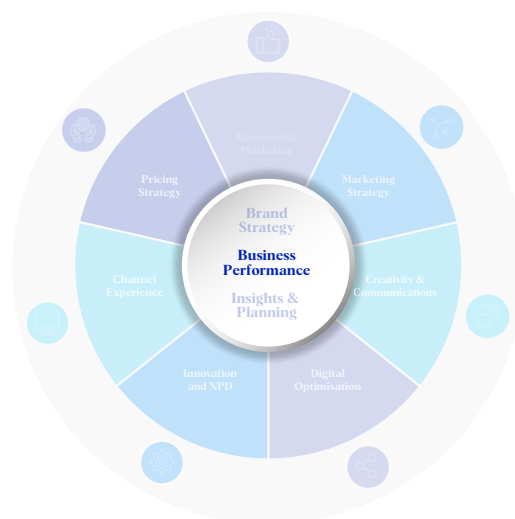 Responsible
Marketing
Pricing
Strategy
Marketing
Strategy
Brand
Strategy
Business
Performance
Insights &
Planning
Channel
Experience
Creativity &
Communications
Innovation
and NPD
Digital
Optimisation